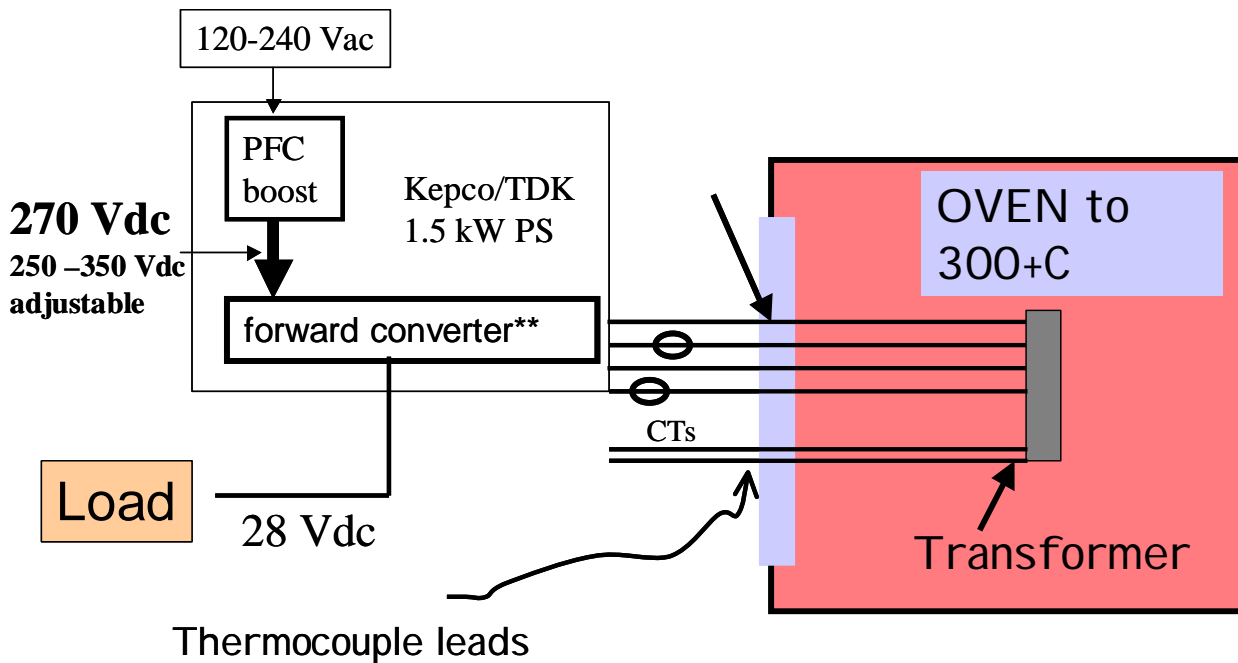 120-240 Vac
PFC
boost
Kepco/TDK
1.5 kW PS
270 Vdc
250 –350 Vdc
adjustable
forward converter**
OVEN to
300+C
CTs
Load
28 Vdc
Transformer
Thermocouple leads